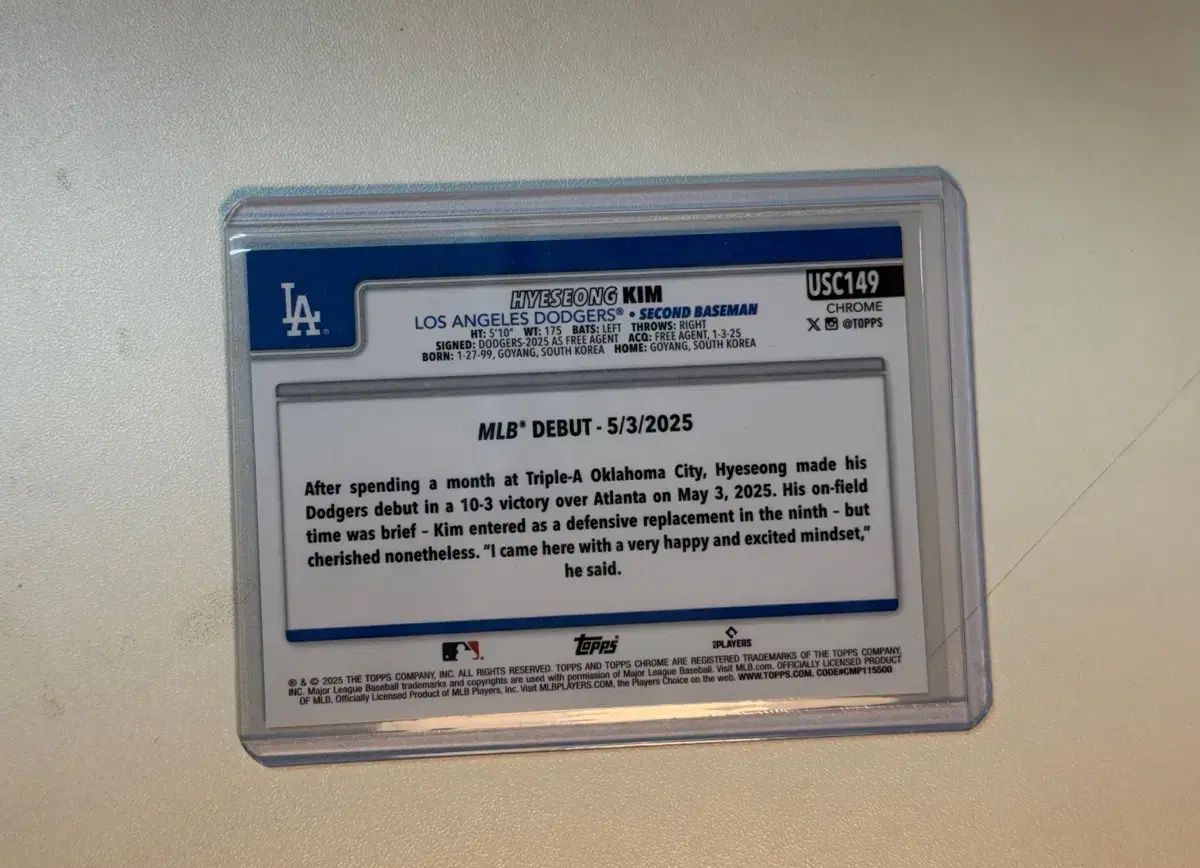 LA
HYESEONG KIM
LOS ANGELES DODGERS® • SECOND BASEMAN
HT: 5'10" WT: 175 BATS: LEFT THROWS: RIGHT
SIGNED: DODGERS-2025 AS FREE AGENT ACQ: FREE AGENT, 1-3-25
BORN: 1-27-99, GOYANG, SOUTH KOREA HOME: GOYANG, SOUTH KOREA
USC149
CHROME
X @TOPPS
MLB® DEBUT - 5/3/2025
After spending a month at Triple-A Oklahoma City, Hyeseong made his
Dodgers debut in a 10-3 victory over Atlanta on May 3, 2025. His on-field
time was brief – Kim entered as a defensive replacement in the ninth – but
cherished nonetheless. "I came here with a very happy and excited mindset,"
he said.
TOPPS
PLAYERS
® & © 2025 THE TOPPS COMPANY, INC. ALL RIGHTS RESERVED. TOPPS AND TOPPS CHROME ARE REGISTERED TRADEMARKS OF THE TOPPS COMPANY,
INC. Major League Baseball trademarks and copyrights are used with permission of Major League Baseball. Visit MLB.com. OFFICIALLY LICENSED PRODUCT
OF MLB. Officially Licensed Product of MLB Players, Inc. Visit MLBPLAYERS.COM, the Players Choice on the web. WWW.TOPPS.COM. CODE#CMP115500